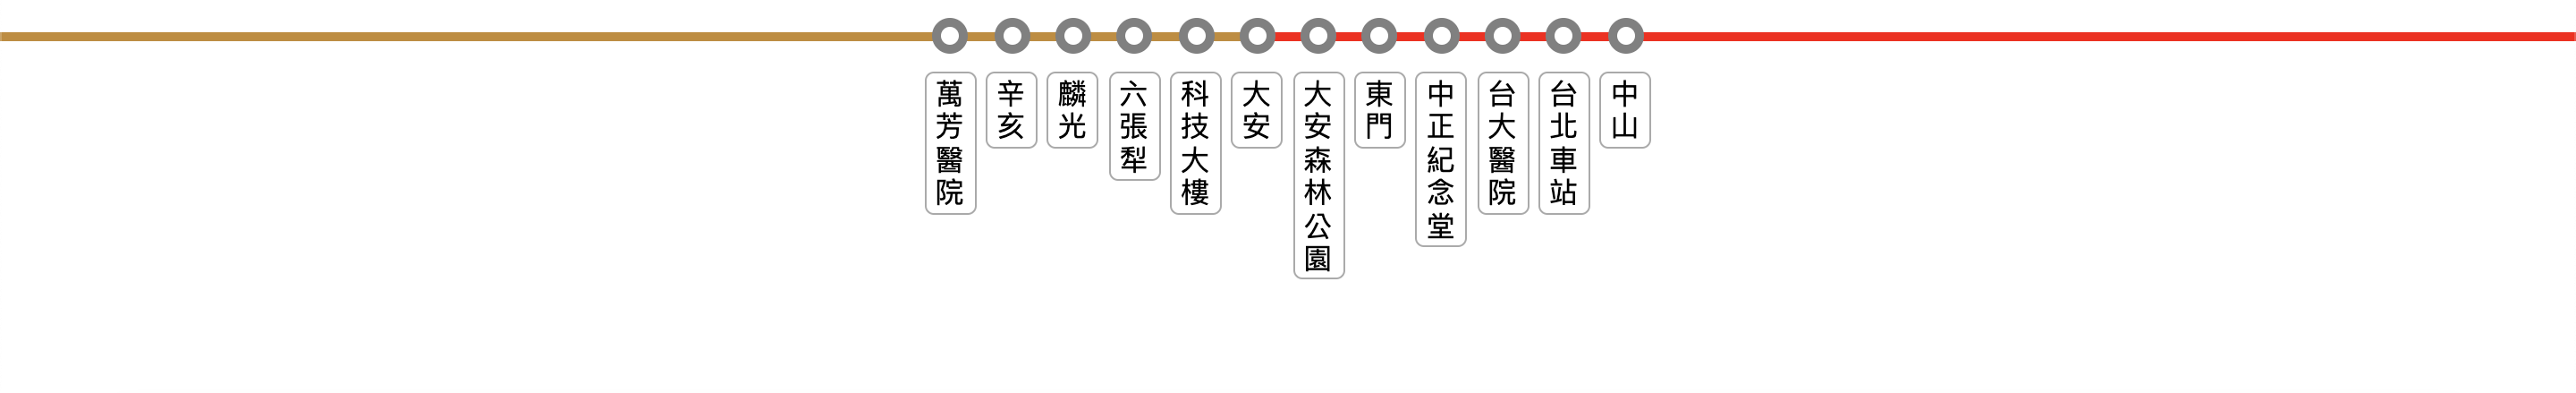 萬芳醫院
辛亥
麟光
六張犁
科技大樓
大安
大安森林公園
東門
中正紀念堂
台大醫院
台北車站
中山